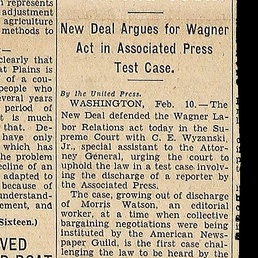 represents
adjustment
agriculture
methods to
clearly that
at Plains is
of a cou-
people who
several years
period of
t is much
that. De-
have only
which has
the problem
ecline of an
adapted to
because of
understand-
ement, and
Sixteen.)
VED
New Deal Argues for Wagner
Act in Associated Press
Test Case.
By the United Press.
WASHINGTON, Feb. 10.—The
New Deal defended the Wagner La-
bor Relations act today in the Su-
preme Court with C. E. Wyzanski,
Jr., special assistant to the Attor-
ney General, urging the court to
uphold the law in a test case involv-
ing the discharge of a reporter by
the Associated Press.
The case, growing out of discharge
of Morris Watson, an editorial
worker, at a time when collective
bargaining negotiations were being
instituted by the American News-
paper Guild, is the first case chal-
lenging the law to be heard by the